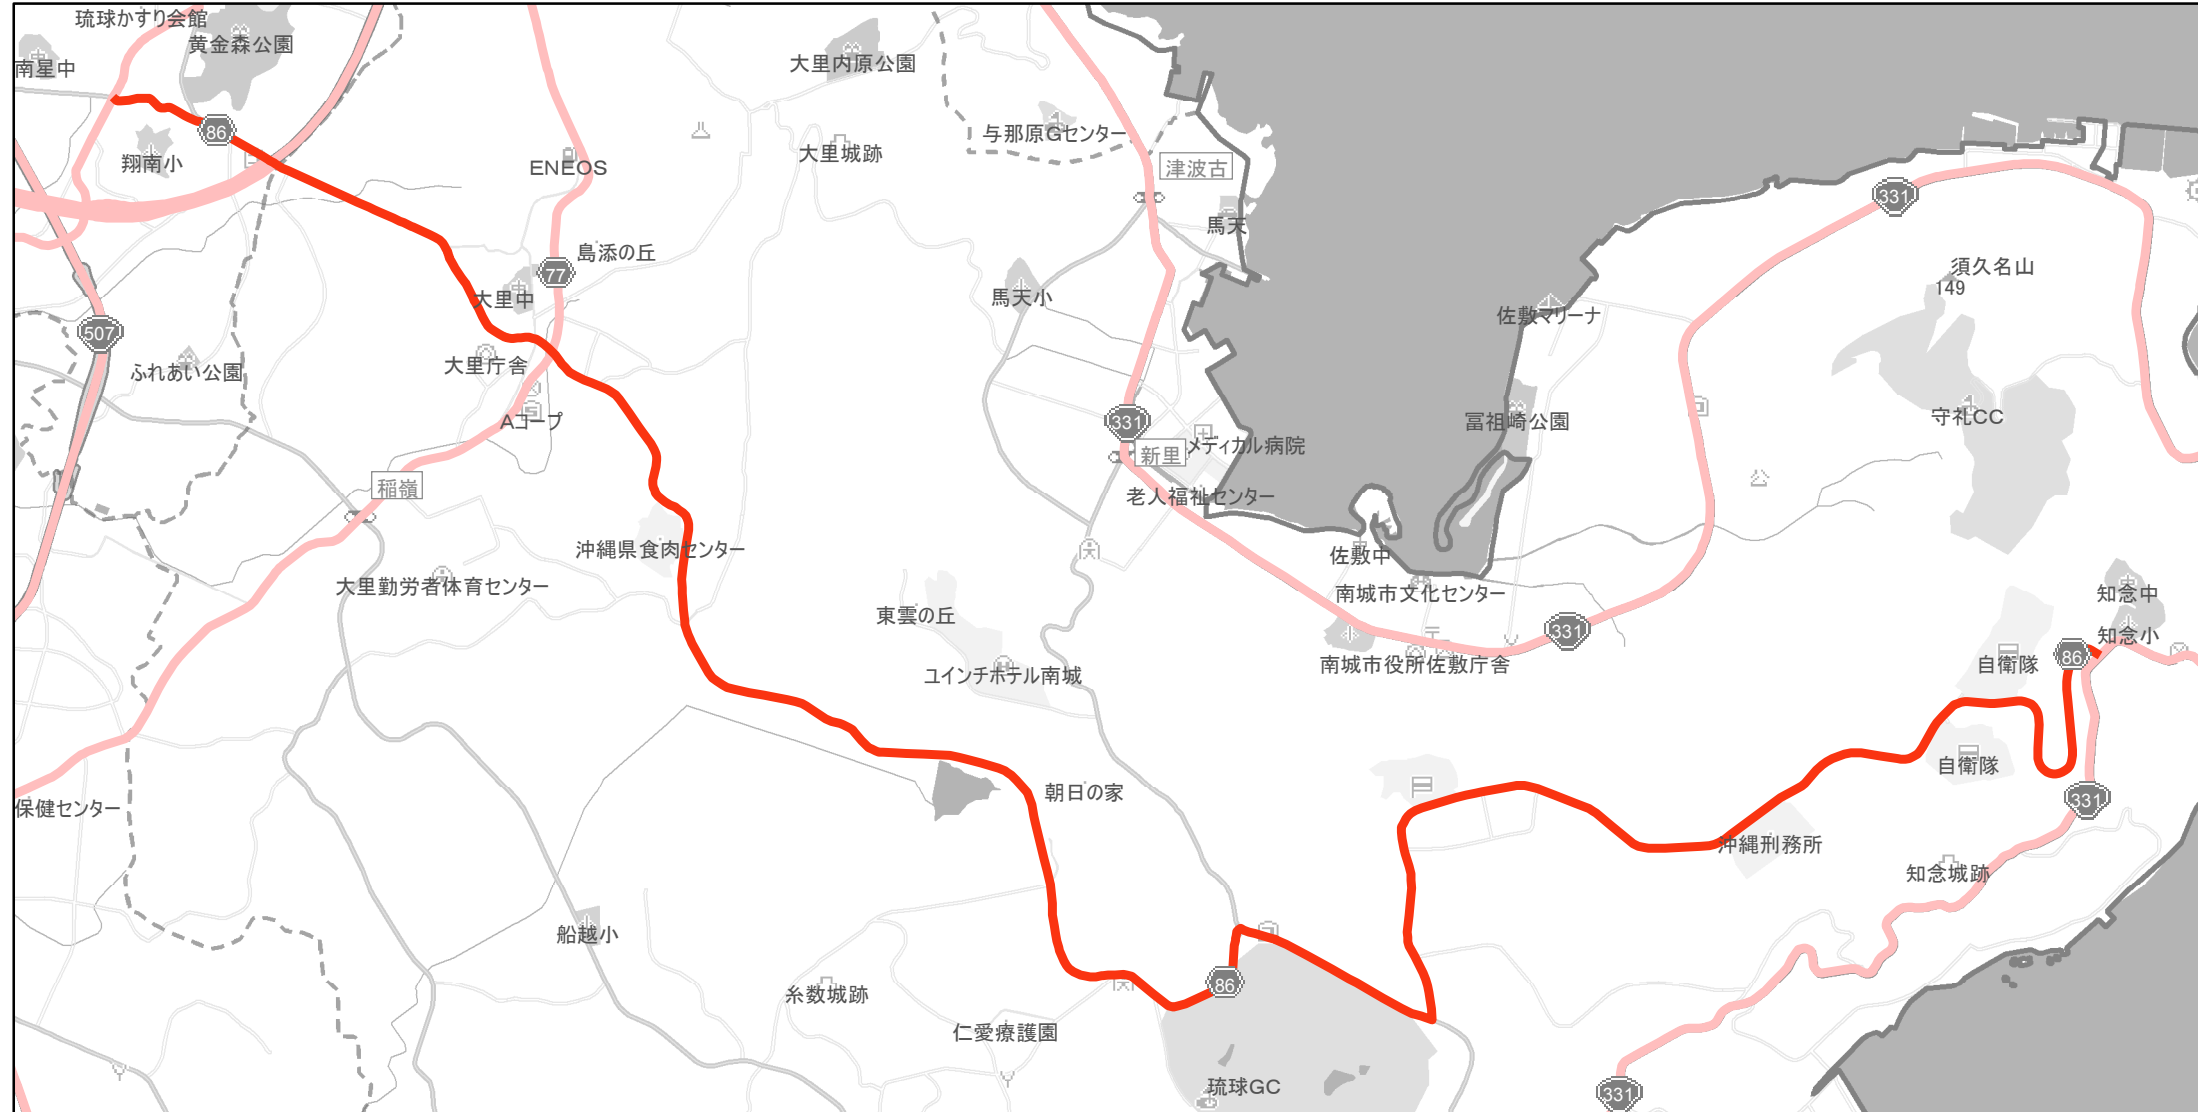 琉球かすり会館
黄金森公園
南星中
大里内原公園
86
翔南小
ENEOS
大里城跡
与那原Gセンター
津波古
馬天
331
島添の丘
77
大里中
馬天小
須久名山
149
佐敷マリーナ
507
ふれあい公園
大里庁舎
Aコープ
331
新里
メディカル病院
冨祖崎公園
守礼CC
稲嶺
老人福祉センター
沖縄県食肉センター
佐敷中
大里勤労者体育センター
南城市文化センター
知念中
東雲の丘
331
知念小
ユインチホテル南城
南城市役所佐敷庁舎
自衛隊
86
自衛隊
保健センター
朝日の家
331
沖縄刑務所
知念城跡
船越小
糸数城跡
86
仁愛療護園
琉球GC
331